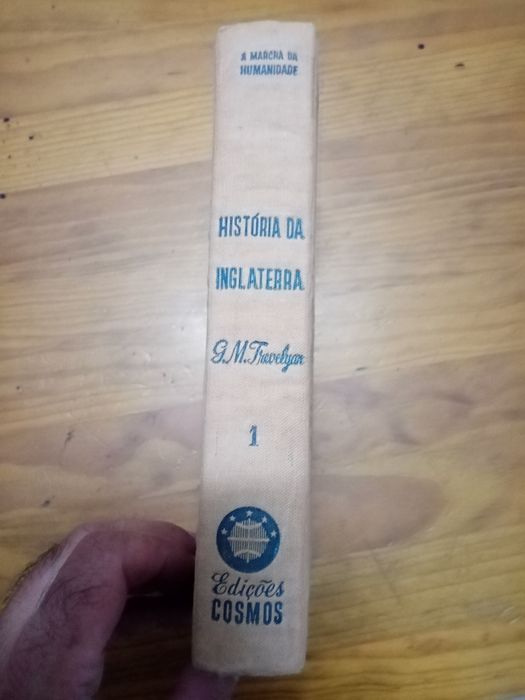 A MARCHA DA
HUMANIDADE
HISTÓRIA DA
INGLATERRA
G.M.Trevelyan
1
Edições
COSMOS